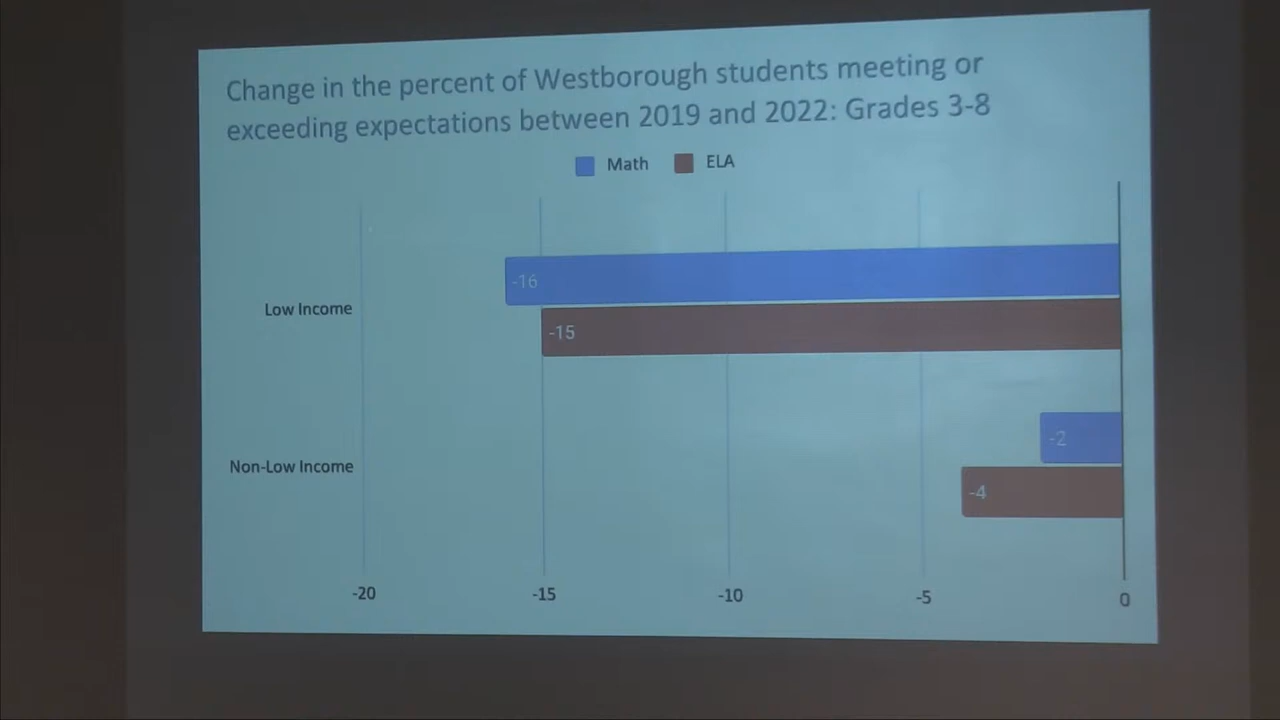 Change in the percent of Westborough students meeting or
exceeding expectations between 2019 and 2022: Grades 3-8
Math ELA
-16
Low Income
-15
-2
Non-Low Income
-4
-20 -15 -10 -5 0